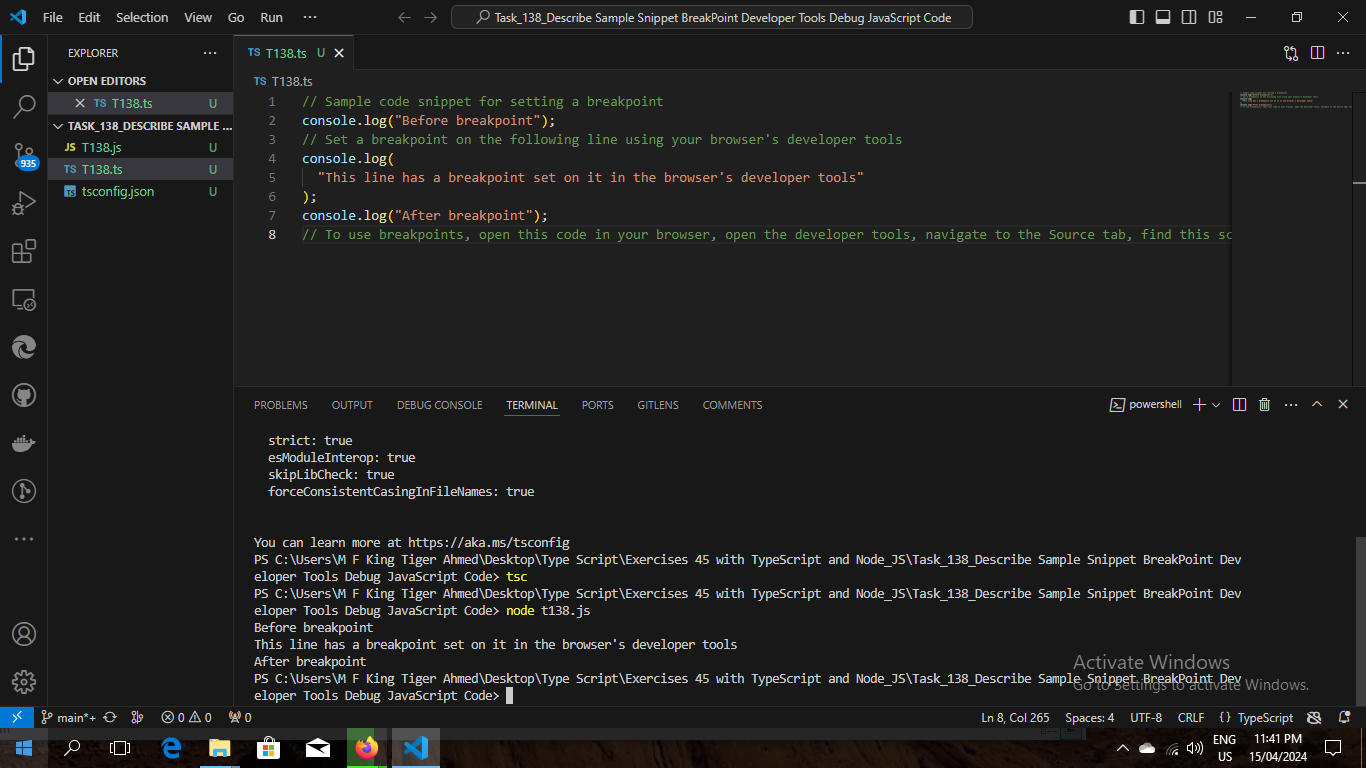 File Edit Selection View Go Run ···
Task_138_Describe Sample Snippet BreakPoint Developer Tools Debug JavaScript Code
EXPLORER
OPEN EDITORS
TS T138.ts U
TASK_138_DESCRIBE SAMPLE ...
JS T138.js U
TS T138.ts U
TS tsconfig.json U
935
TS T138.ts U
TS T138.ts
1 // Sample code snippet for setting a breakpoint
2 console.log("Before breakpoint");
3 // Set a breakpoint on the following line using your browser's developer tools
4 console.log(
5 "This line has a breakpoint set on it in the browser's developer tools"
6 );
7 console.log("After breakpoint");
8 // To use breakpoints, open this code in your browser, open the developer tools, navigate to the Source tab, find this sc
PROBLEMS OUTPUT DEBUG CONSOLE TERMINAL PORTS GITLENS COMMENTS
powershell
strict: true
esModuleInterop: true
skipLibCheck: true
forceConsistentCasingInFileNames: true
You can learn more at https://aka.ms/tsconfig
PS C:\Users\M F King Tiger Ahmed\Desktop\Type Script\Exercises 45 with TypeScript and Node_JS\Task_138_Describe Sample Snippet BreakPoint Dev
eloper Tools Debug JavaScript Code> tsc
PS C:\Users\M F King Tiger Ahmed\Desktop\Type Script\Exercises 45 with TypeScript and Node_JS\Task_138_Describe Sample Snippet BreakPoint Dev
eloper Tools Debug JavaScript Code> node t138.js
Before breakpoint
This line has a breakpoint set on it in the browser's developer tools
After breakpoint
PS C:\Users\M F King Tiger Ahmed\Desktop\Type Script\Exercises 45 with TypeScript and Node_JS\Task_138_Describe Sample Snippet BreakPoint Dev
eloper Tools Debug JavaScript Code>
Activate Windows
Go to Settings to activate Windows.
main*+ 0 0 0 Ln 8, Col 265 Spaces: 4 UTF-8 CRLF {} TypeScript
ENG
US
11:41 PM
15/04/2024